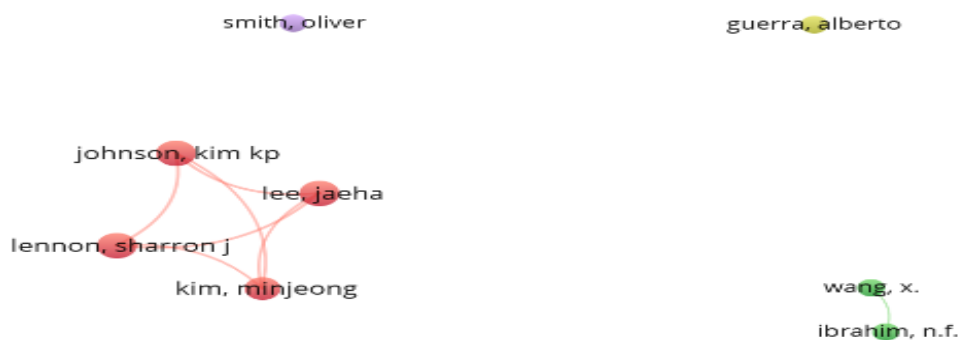 smith, oliver
guerra, alberto
johnson, kim kp
lee, jaeha
lennon, sharron j
kim, minjeong
wang, x.
ibrahim, n.f.